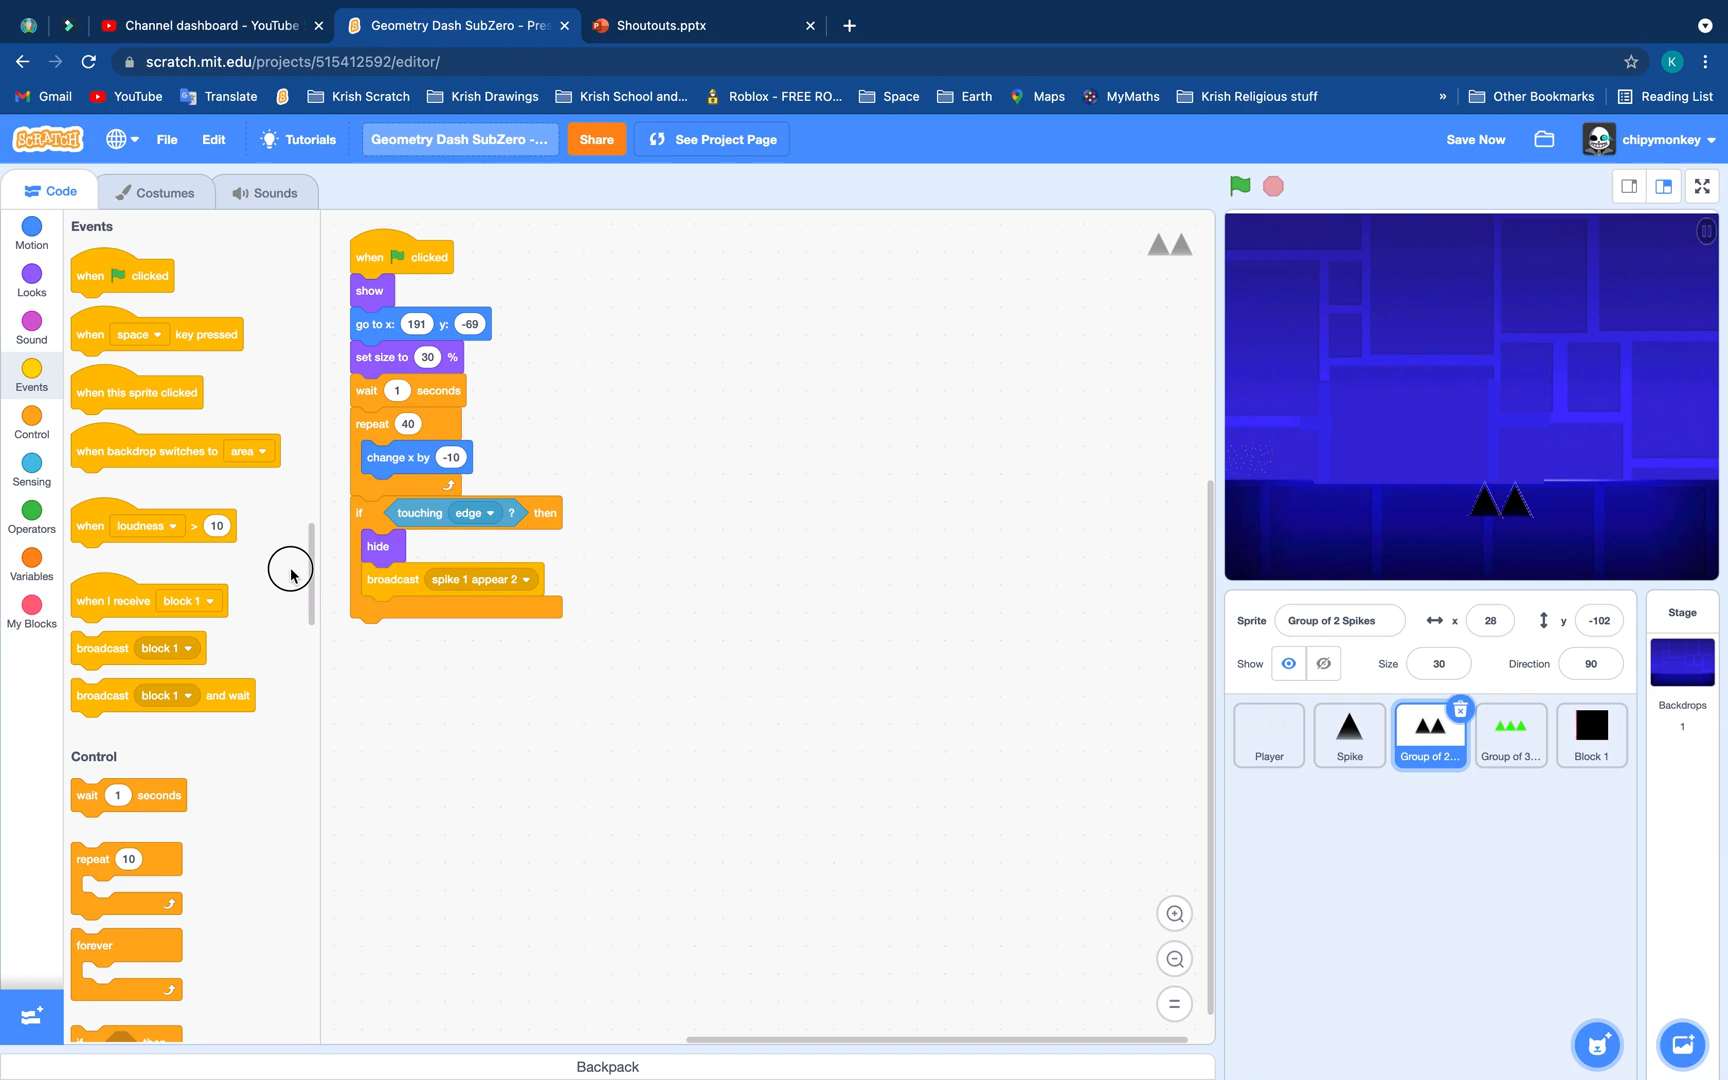 Channel dashboard - YouTube
Geometry Dash SubZero - Pre
Shoutouts.pptx
scratch.mit.edu/projects/515412592/editor/
K
Gmail YouTube Translate Krish Scratch Krish Drawings Krish School and... Roblox - FREE RO... Space Earth Maps MyMaths Krish Religious stuff » Other Bookmarks Reading List
SCRATCH File Edit Tutorials Geometry Dash SubZero -... Share See Project Page Save Now chipymonkey
Code Costumes Sounds
Motion
Looks
Sound
Events
Control
Sensing
Operators
Variables
My Blocks
Events
when clicked
when space key pressed
when this sprite clicked
when backdrop switches to area
when loudness > 10
when I receive block 1
broadcast block 1
broadcast block 1 and wait
Control
wait 1 seconds
repeat 10
forever
if then
when clicked
show
go to x: 191 y: -69
set size to 30 %
wait 1 seconds
repeat 40
change x by -10
if touching edge ? then
hide
broadcast spike 1 appear 2
Sprite Group of 2 Spikes x 28 y -102
Show Size 30 Direction 90
Player
Spike
Group of 2...
Group of 3...
Block 1
Stage
Backdrops
1
Backpack